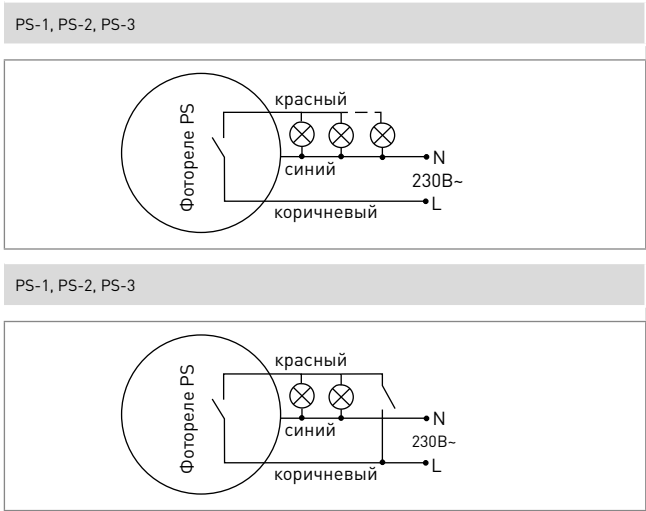 PS-1, PS-2, PS-3
Фотореле PS
красный
синий
N
230В~
коричневый
L
PS-1, PS-2, PS-3
Фотореле PS
красный
синий
N
230В~
коричневый
L